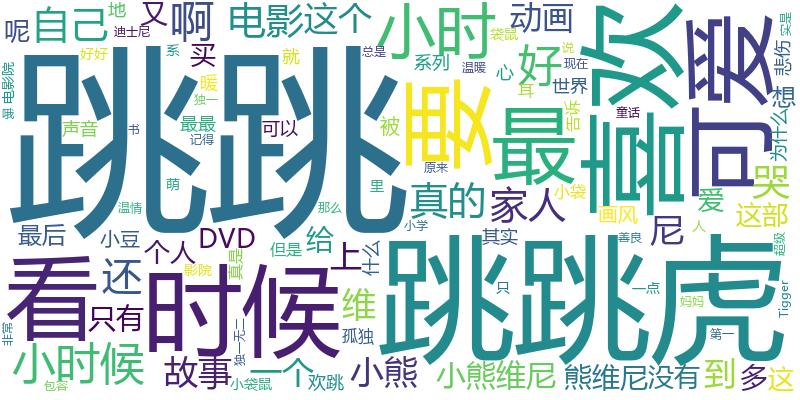 呢 自己 地 又 啊 电影这个 小时 动画 欢 可爱
迪士尼 袋鼠 实是
好好 买 系 就 总是 系列 心 好 现在 说 悲伤
哦 电影院 暖 温暖 世界 想
跳跳 独一 要 最 耳 喜 告诉 为什么
声音 书 最最 可以 被 童话
记得 原来 哭
萌 里 真的 家人 小袋 画风 爱 这部
温情 那么 小学 尼 人
最后 小豆 DVD 给 上 什么 其实 善良 超级
个人 但是 跳跳虎
看 还 时候 影院 真是 只 一点
只有 维 妈妈 Tigger
非常 独一无二 孤独 第一
小时候 故事 一个 小熊 小熊维尼 熊维尼没有 到 多 这
包容 小袋鼠 欢跳